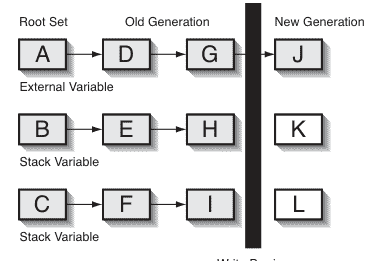 Root Set Old Generation New Generation
A D G J
External Variable
B E H K
Stack Variable
C F I L
Stack Variable